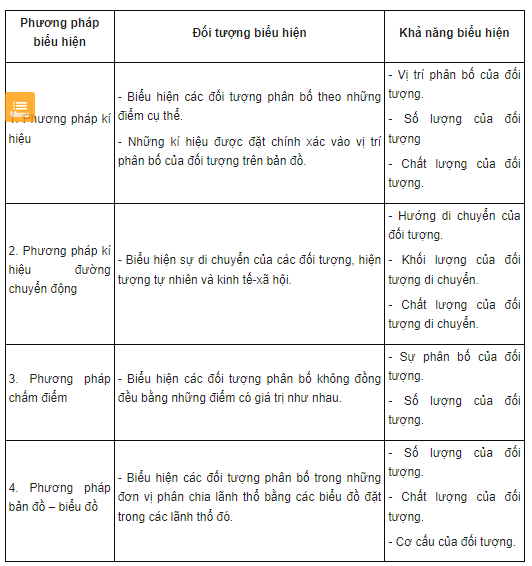 Phương pháp
biểu hiện
Đối tượng biểu hiện
Khả năng biểu hiện
Menu
1. Phương pháp kí
hiệu
- Biểu hiện các đối tượng phân bố theo những
điểm cụ thể.
- Những kí hiệu được đặt chính xác vào vị trí
phân bố của đối tượng trên bản đồ.
- Vị trí phân bố của đối
tượng.
- Số lượng của đối
tượng
- Chất lượng của đối
tượng.
2. Phương pháp kí
hiệu đường
chuyển động
- Biểu hiện sự di chuyển của các đối tượng, hiện
tượng tự nhiên và kinh tế-xã hội.
- Hướng di chuyển của
đối tượng.
- Khối lượng của đối
tượng di chuyển.
- Chất lượng của đối
tượng di chuyển.
3. Phương pháp
chấm điểm
- Biểu hiện các đối tượng phân bố không đồng
đều bằng những điểm có giá trị như nhau.
- Sự phân bố của đối
tượng.
- Số lượng của đối
tượng.
4. Phương pháp
bản đồ – biểu đồ
- Biểu hiện các đối tượng phân bố trong những
đơn vị phân chia lãnh thổ bằng các biểu đồ đặt
trong các lãnh thổ đó.
- Số lượng của đối
tượng.
- Chất lượng của đối
tượng.
- Cơ cấu của đối tượng.